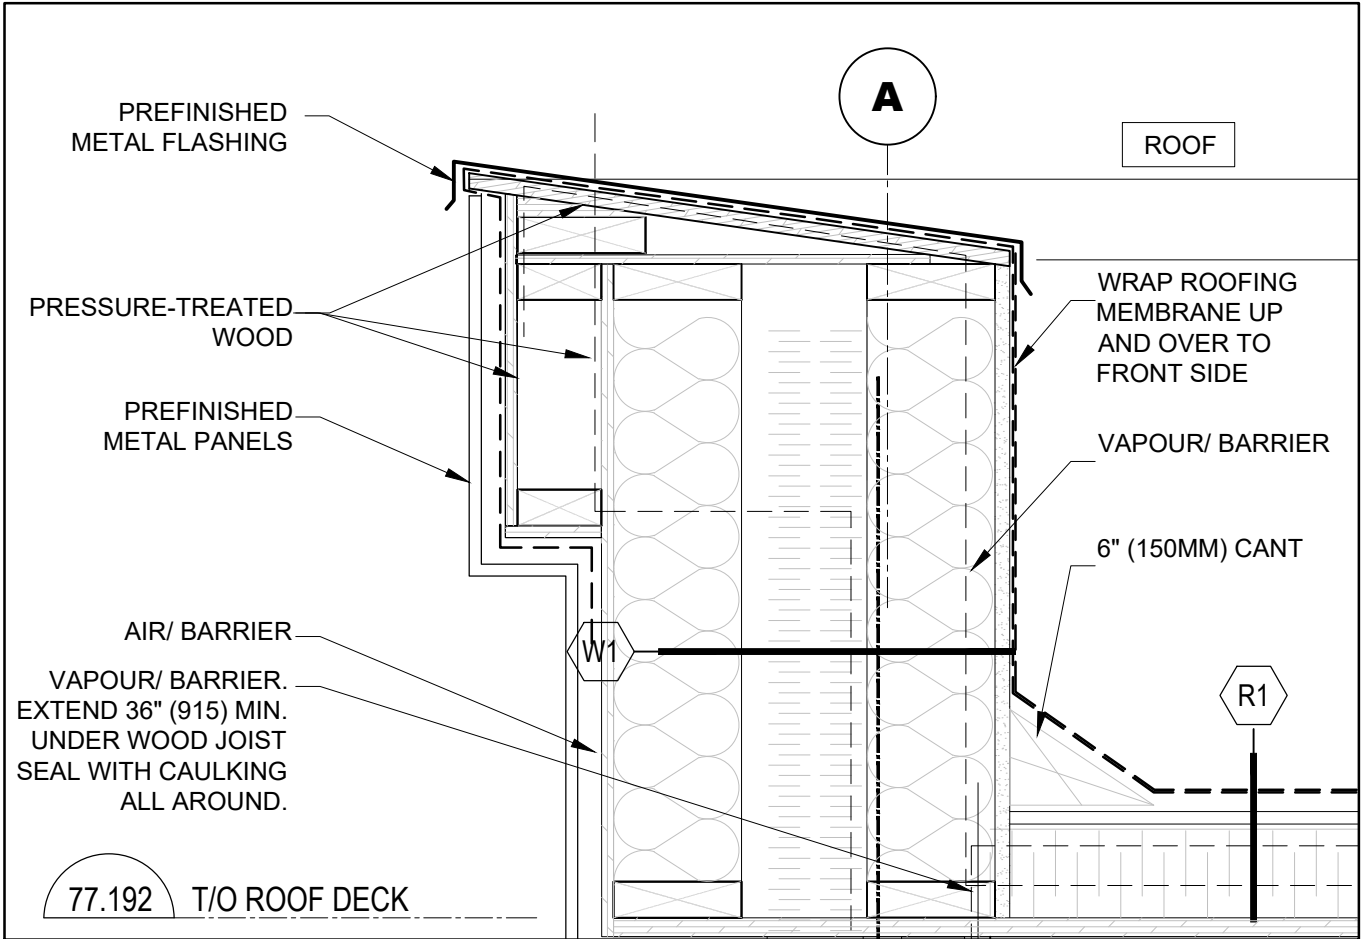 PREFINISHED
METAL FLASHING
A
ROOF
PRESSURE-TREATED
WOOD
WRAP ROOFING
MEMBRANE UP
AND OVER TO
FRONT SIDE
PREFINISHED
METAL PANELS
VAPOUR/ BARRIER
6" (150MM) CANT
AIR/ BARRIER
W1
VAPOUR/ BARRIER.
EXTEND 36" (915) MIN.
UNDER WOOD JOIST
SEAL WITH CAULKING
ALL AROUND.
R1
77.192 T/O ROOF DECK